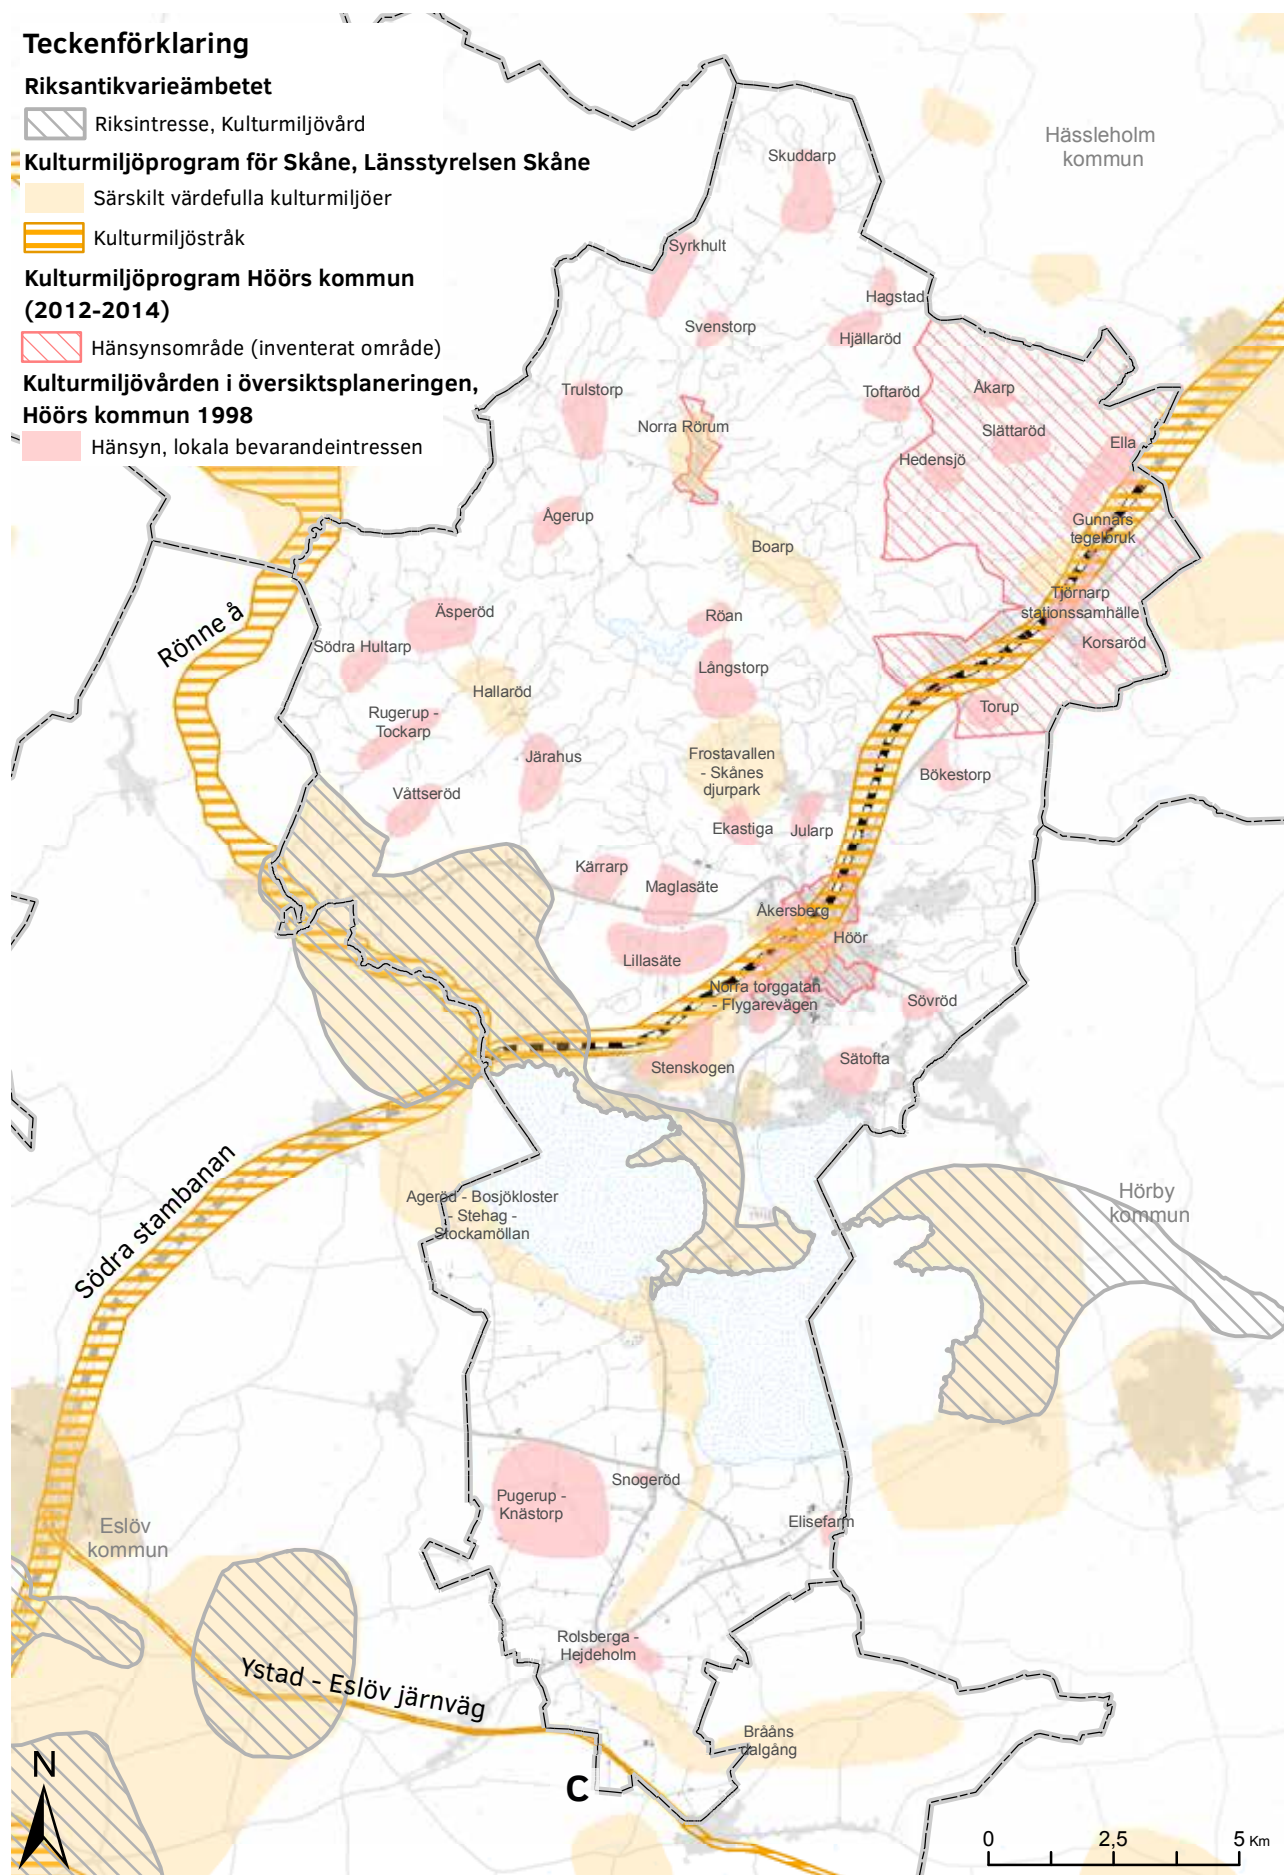 Teckenförklaring
Riksantikvarieämbetet
Riksintresse, Kulturmiljövård
Kulturmiljöprogram för Skåne, Länsstyrelsen Skåne
Särskilt värdefulla kulturmiljöer
Kulturmiljöstråk
Kulturmiljöprogram Höörs kommun
(2012-2014)
Hänsynsområde (inventerat område)
Kulturmiljövården i översiktsplaneringen,
Höörs kommun 1998
Hänsyn, lokala bevarandeintressen
Hässleholm
kommun
Skuddarp
Syrkhult
Hagstad
Svenstorp
Hjällaröd
Trulstorp
Toftaröd
Åkarp
Norra Rörum
Slättaröd
Ella
Hedensjö
Ågerup
Gunnars
tegelbruk
Boarp
Tjörnarp
stationssamhälle
Rönne å
Äsperöd
Röan
Södra Hultarp
Korsaröd
Långstorp
Hallaröd
Rugerup -
Tockarp
Torup
Frostavallen
- Skånes
djurpark
Järahus
Bökestorp
Våttseröd
Ekastiga
Jularp
Kärrarp
Maglasäte
Åkersberg
Höör
Lillasäte
Norra torggatan
- Flygarevägen
Sövröd
Stenskogen
Sätofta
Södra stambanan
Ageröd - Bosjökloster
- Stehag -
Stockamöllan
Hörby
kommun
Snogeröd
Pugerup -
Knästorp
Elisefarm
Eslöv
kommun
Rolsberga -
Hejdeholm
Ystad - Eslöv järnväg
Brååns
dalgång
N
C
0
2,5
5 Km